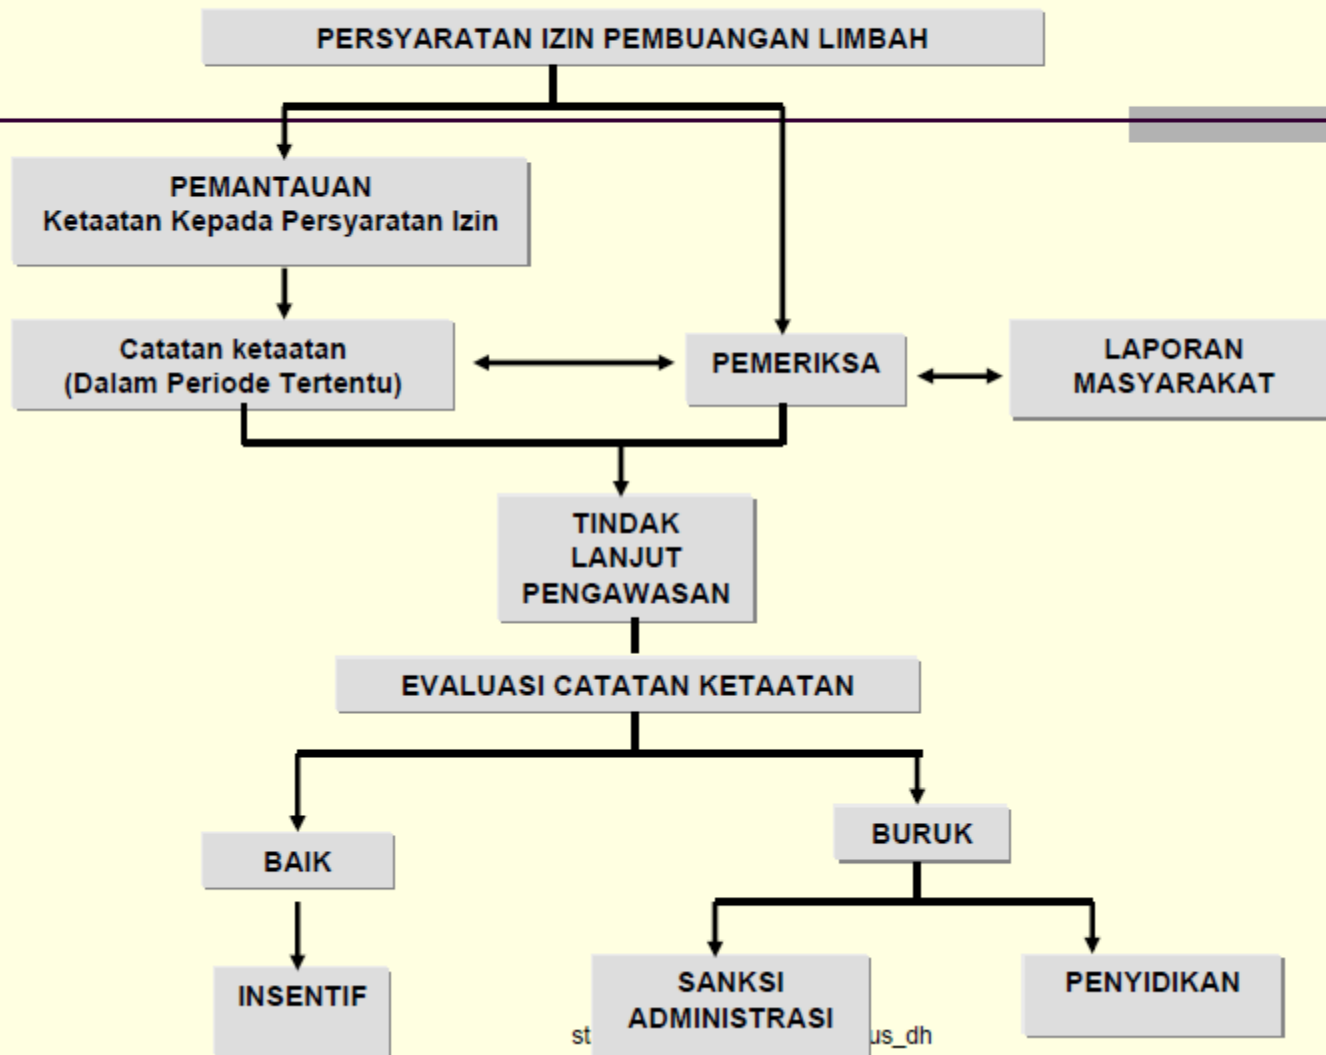 PERSYARATAN IZIN PEMBUANGAN LIMBAH
PEMANTAUAN
Ketaatan Kepada Persyaratan Izin
Catatan ketaatan
(Dalam Periode Tertentu)
PEMERIKSA
LAPORAN
MASYARAKAT
TINDAK
LANJUT
PENGAWASAN
EVALUASI CATATAN KETAATAN
BAIK
BURUK
INSENTIF
SANKSI
ADMINISTRASI
PENYIDIKAN